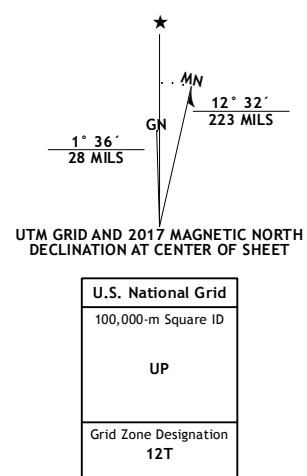 ★
MN
GN
12° 32´
223 MILS
1° 36´
28 MILS
UTM GRID AND 2017 MAGNETIC NORTH
DECLINATION AT CENTER OF SHEET
U.S. National Grid
100,000-m Square ID
UP
Grid Zone Designation
12T